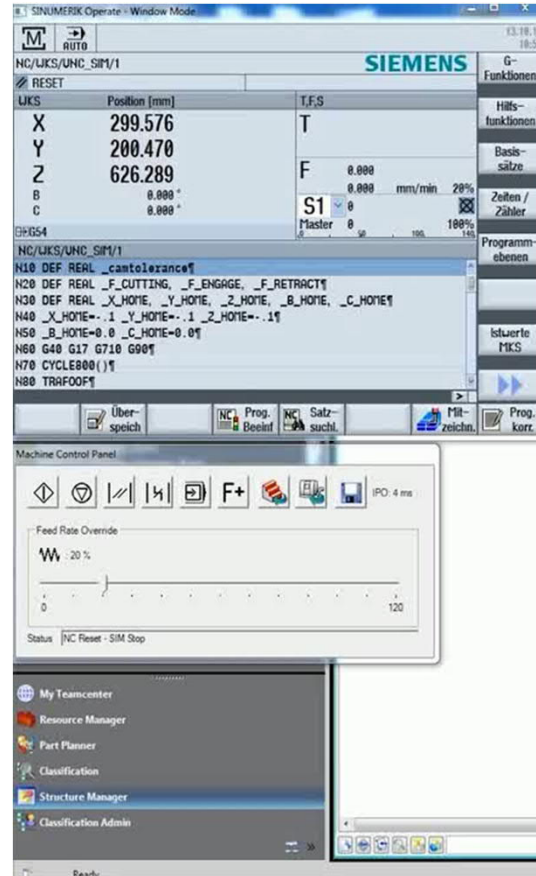 SINUMERIK Operate - Window Mode
M
AUTO
NC/WKS/UNC_SIM/1
SIEMENS
RESET
WKS Position [mm]
T,F,S
X 299.576
Y 200.470
Z 626.289
B 0.000 °
C 0.000 °
G54
T
F 0.000
0.000 mm/min 20%
S1 0
Master 0 100%
0 50 100
G-
Funktionen
Hilfs-
funktionen
Basis-
sätze
Zeiten /
Zähler
Programm-
ebenen
Istwerte
MKS
NC/WKS/UNC_SIM/1
N10 DEF REAL _camtolerance¶
N20 DEF REAL _F_CUTTING, _F_ENGAGE, _F_RETRACT¶
N30 DEF REAL _X_HOME, _Y_HOME, _Z_HOME, _B_HOME, _C_HOME¶
N40 _X_HOME=-.1 _Y_HOME=-.1 _Z_HOME=-.1¶
N50 _B_HOME=0.0 _C_HOME=0.0¶
N60 G40 G17 G710 G90¶
N70 CYCLE800()¶
N80 TRAFOOF¶
Über-
speich
NC Prog.
Beeinf
NC Satz-
suchl.
Mit-
zeichn.
Prog.
korr.
Machine Control Panel
F+
IPO: 4 ms
Feed Rate Override
20 %
0 120
Status NC Reset - SIM Stop
My Teamcenter
Resource Manager
Part Planner
Classification
Structure Manager
Classification Admin
Ready